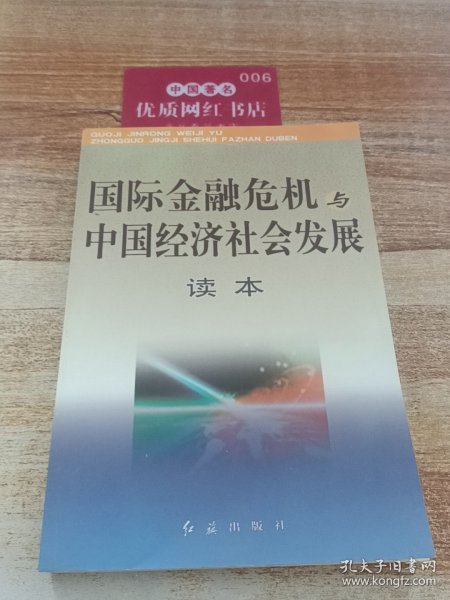 006
中国著名
优质网红书店
GUOJI JINRONG WEIJI YU
ZHONGGUO JINGJI SHEHUI FAZHAN DUBEN
国际金融危机与
中国经济社会发展
读本
红旗出版社
孔夫子旧书网
www.kongfz.com